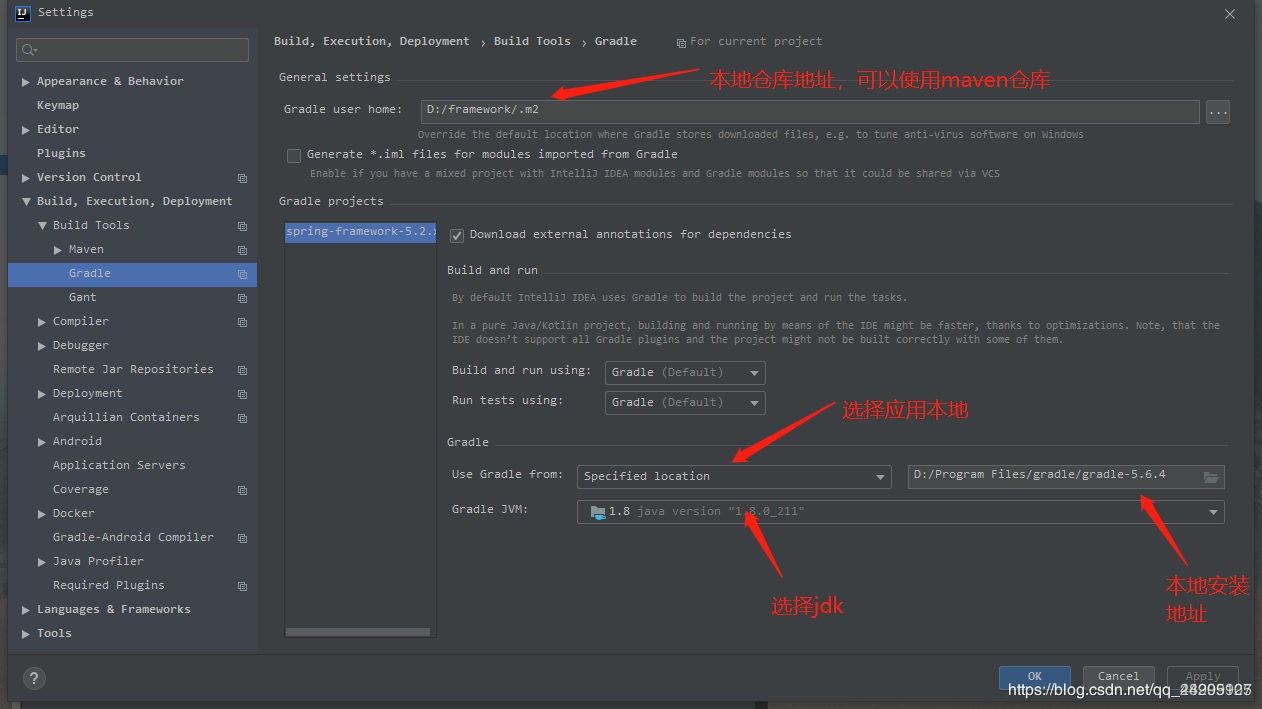 Settings
Build, Execution, Deployment › Build Tools › Gradle For current project
General settings
本地仓库地址，可以使用maven仓库
Gradle user home: D:/framework/.m2 ...
Override the default location where Gradle stores downloaded files, e.g. to tune anti-virus software on Windows
Generate *.iml files for modules imported from Gradle
Enable if you have a mixed project with IntelliJ IDEA modules and Gradle modules so that it could be shared via VCS
Gradle projects
spring-framework-5.2.x
Download external annotations for dependencies
Build and run
By default IntelliJ IDEA uses Gradle to build the project and run the tasks.
In a pure Java/Kotlin project, building and running by means of the IDE might be faster, thanks to optimizations. Note, that the
IDE doesn't support all Gradle plugins and the project might not be built correctly with some of them.
Build and run using: Gradle (Default)
Run tests using: Gradle (Default)
选择应用本地
Gradle
Use Gradle from: Specified location D:/Program Files/gradle/gradle-5.6.4
Gradle JVM: 1.8 java version "1.8.0_211"
选择jdk
本地安装
地址
Appearance & Behavior
Keymap
Editor
Plugins
Version Control
Build, Execution, Deployment
Build Tools
Maven
Gradle
Gant
Compiler
Debugger
Remote Jar Repositories
Deployment
Arquillian Containers
Android
Application Servers
Coverage
Docker
Gradle-Android Compiler
Java Profiler
Required Plugins
Languages & Frameworks
Tools
?
OK Cancel Apply